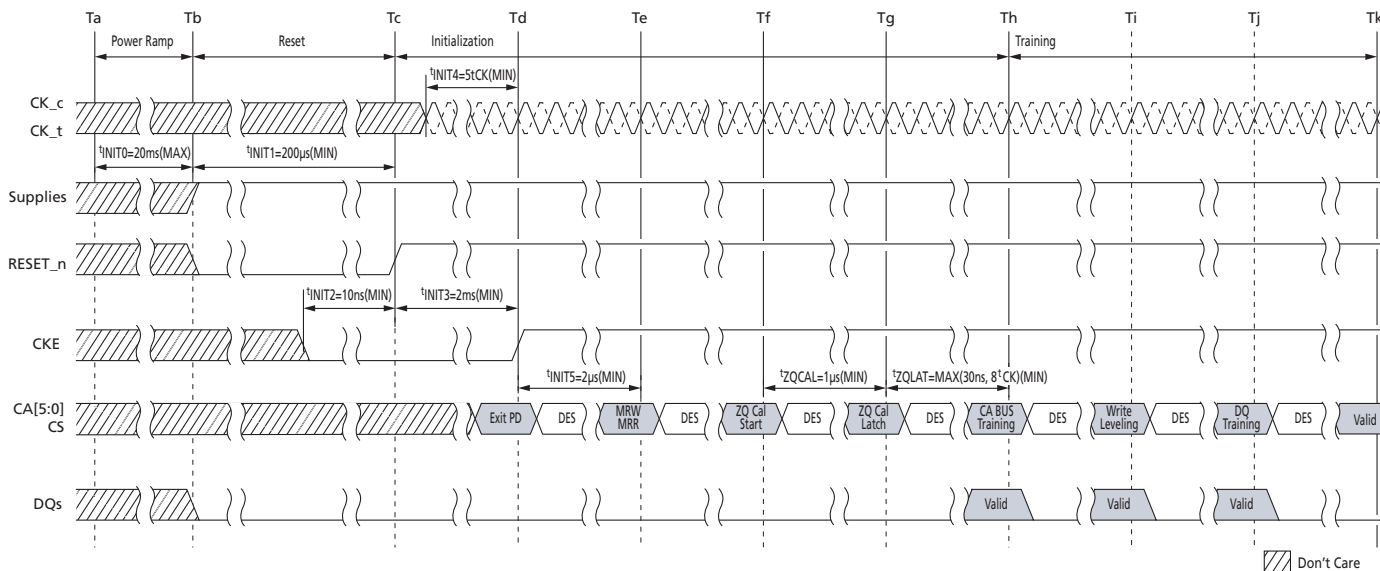 Ta Tb Tc Td Te Tf Tg Th Ti Tj Tk
Power Ramp Reset Initialization Training
tINIT4=5tCK(MIN)
CK_c
CK_t
tINIT0=20ms(MAX) tINIT1=200μs(MIN)
Supplies
RESET_n
tINIT2=10ns(MIN) tINIT3=2ms(MIN)
CKE
tINIT5=2μs(MIN) tZQCAL=1μs(MIN) tZQLAT=MAX(30ns, 8tCK)(MIN)
CA[5:0]
CS
Exit PD DES MRW MRR DES ZQ Cal Start DES ZQ Cal Latch DES CA BUS Training DES Write Leveling DES DQ Training DES Valid
DQs Valid Valid Valid
Don't Care